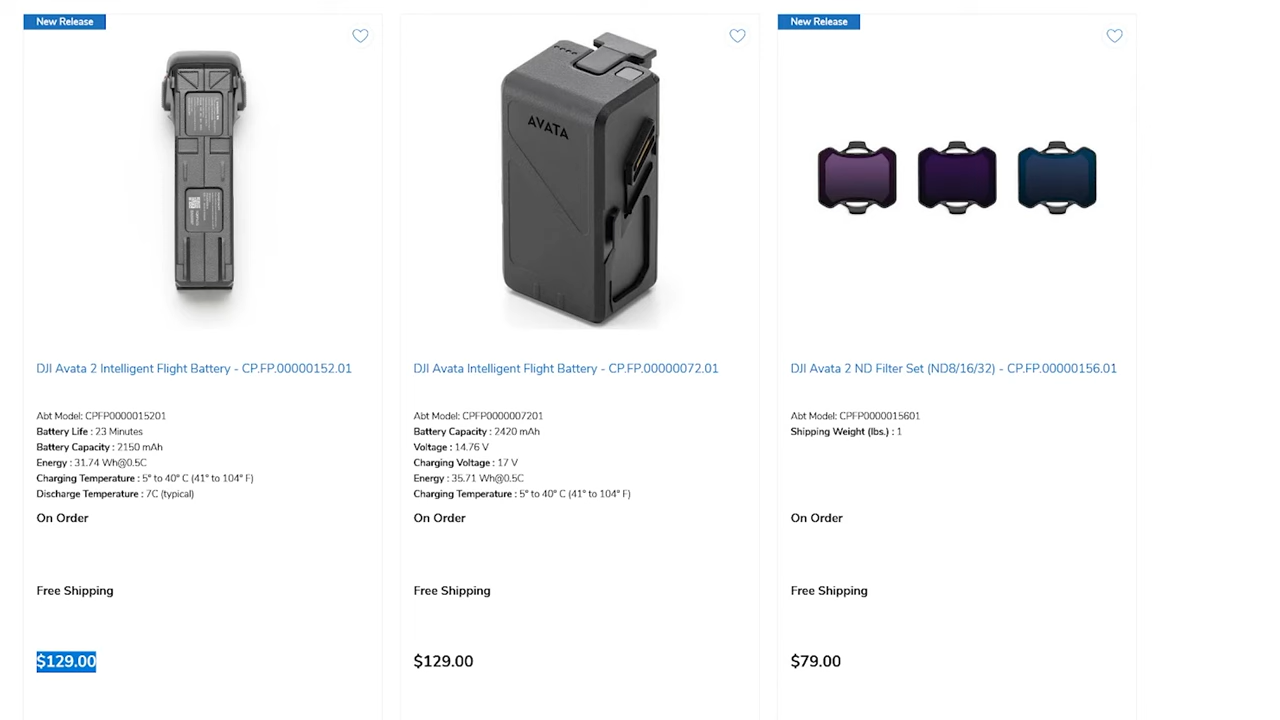 New Release
DJI Avata 2 Intelligent Flight Battery - CP.FP.00000152.01
Abt Model: CPFP0000015201
Battery Life : 23 Minutes
Battery Capacity : 2150 mAh
Energy : 31.74 Wh@0.5C
Charging Temperature : 5° to 40° C (41° to 104° F)
Discharge Temperature : 7C (typical)
On Order
Free Shipping
$129.00
AVATA
DJI Avata Intelligent Flight Battery - CP.FP.00000072.01
Abt Model: CPFP0000007201
Battery Capacity : 2420 mAh
Voltage : 14.76 V
Charging Voltage : 17 V
Energy : 35.71 Wh@0.5C
Charging Temperature : 5° to 40° C (41° to 104° F)
On Order
Free Shipping
$129.00
New Release
DJI Avata 2 ND Filter Set (ND8/16/32) - CP.FP.00000156.01
Abt Model: CPFP0000015601
Shipping Weight (lbs.) : 1
On Order
Free Shipping
$79.00